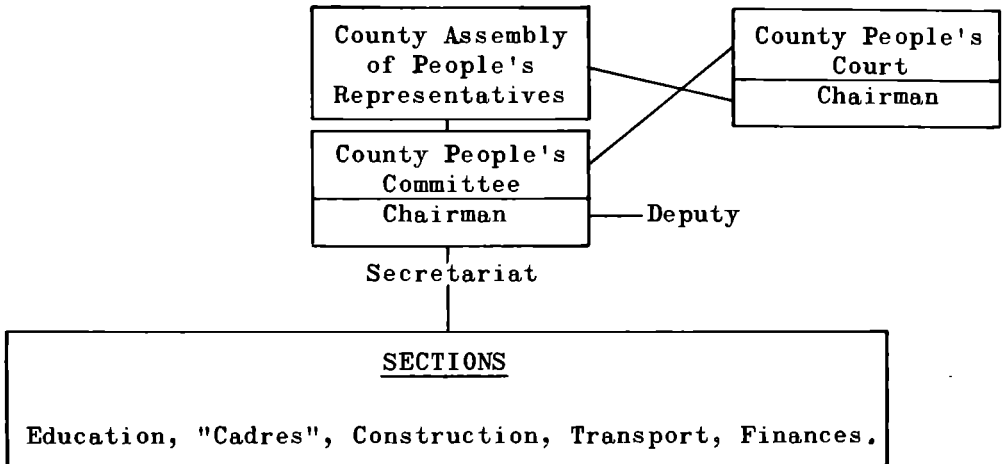 County Assembly
of People's
Representatives
County People's
Court
Chairman
County People's
Committee
Chairman
Deputy
Secretariat
SECTIONS
Education, "Cadres", Construction, Transport, Finances.